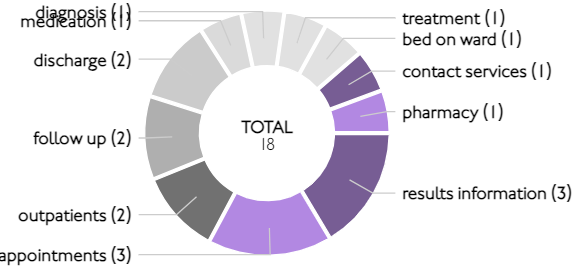 diagnosis (1)
medication (1)
discharge (2)
follow up (2)
outpatients (2)
appointments (3)
TOTAL
18
treatment (1)
bed on ward (1)
contact services (1)
pharmacy (1)
results information (3)